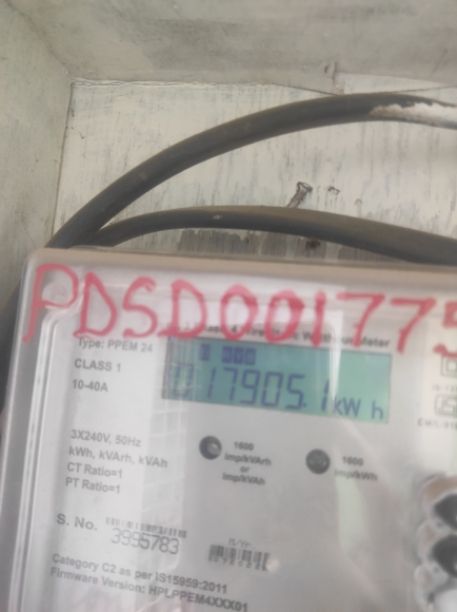 PDSD001775
Type: PPEM 24
CLASS 1
10-40A
017905.1 kW h
3X240V, 50Hz
kWh, kVArh, kVAh
CT Ratio=1
PT Ratio=1
1600
imp/kVArh
or
imp/kVAh
1600
imp/kWh
S. No. 3995783
Category C2 as per IS15959:2011
Firmware Version: HPLPPEM4XXX01